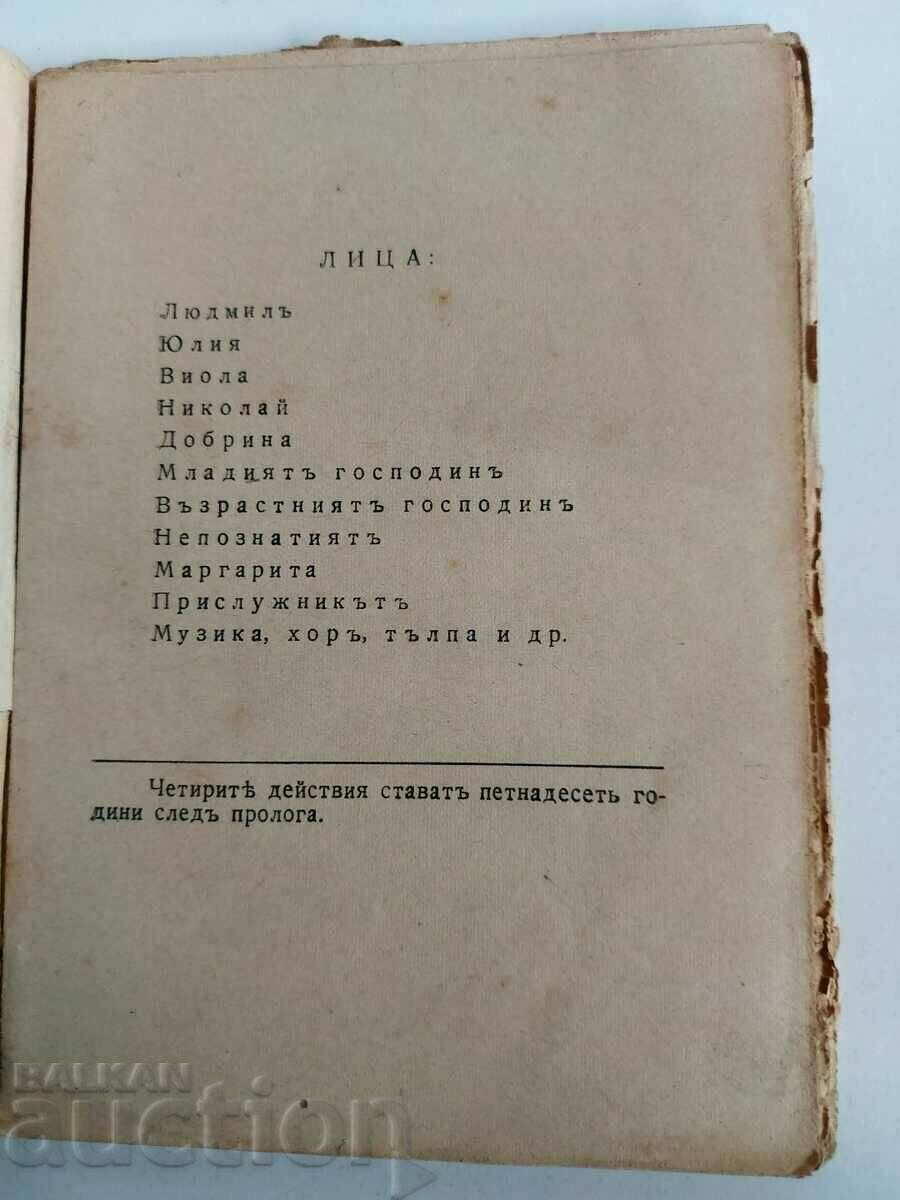 ЛИЦА:
Людмилъ
Юлия
Виола
Николай
Добрина
Младиятъ господинъ
Възрастниятъ господинъ
Непознатиятъ
Маргарита
Прислужникътъ
Музика, хоръ, тълпа и др.
Четиритѣ действия ставатъ петнадесеть го-
дини следъ пролога.
BALKAN
auction